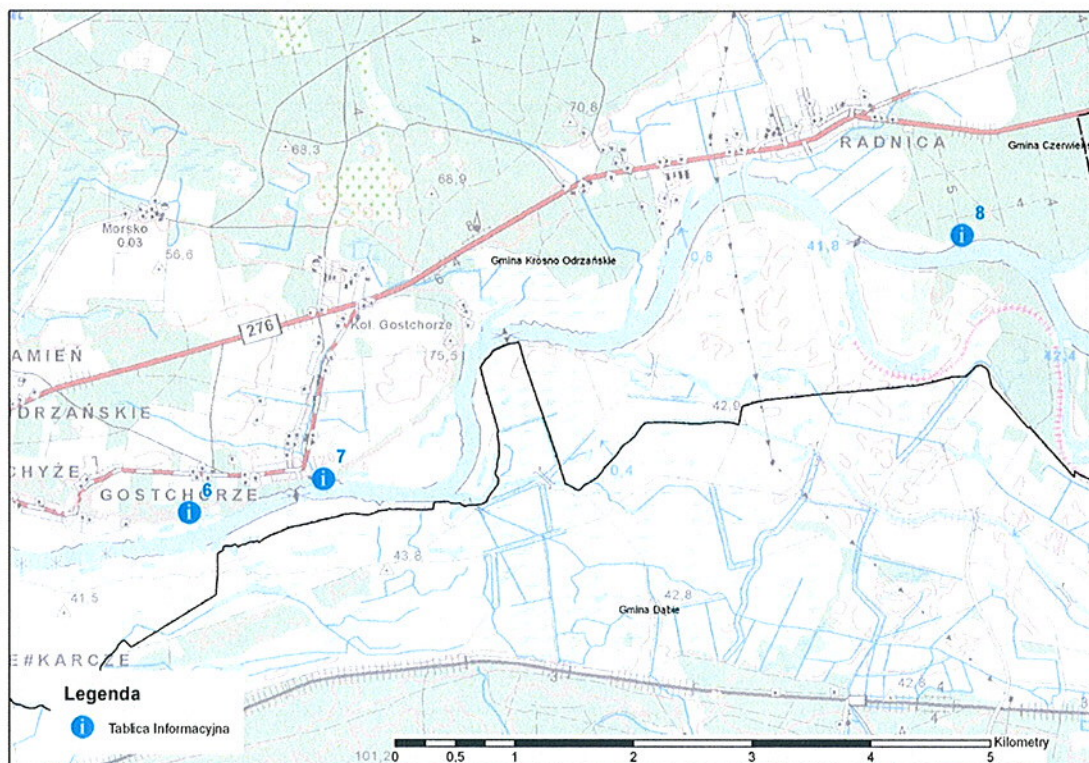 70,8
RADNICA
Gmina Czerwieńsk
68,3
68,9
Morsko
0.03
56,6
8
41,8
0,8
Gmina Krosno Odrzańskie
276
Kol. Gostchorze
75,5
AMIEŃ
42,4
DRZAŃSKIE
42,0
CHYŻE
7
0,4
6
GOSTCHORZE
43,8
41,5
42,8
Gmina Dąbie
E#KARCZE
Legenda
Tablica Informacyjna
42,8
101,2
0 0,5 1 2 3 4 5 Kilometry